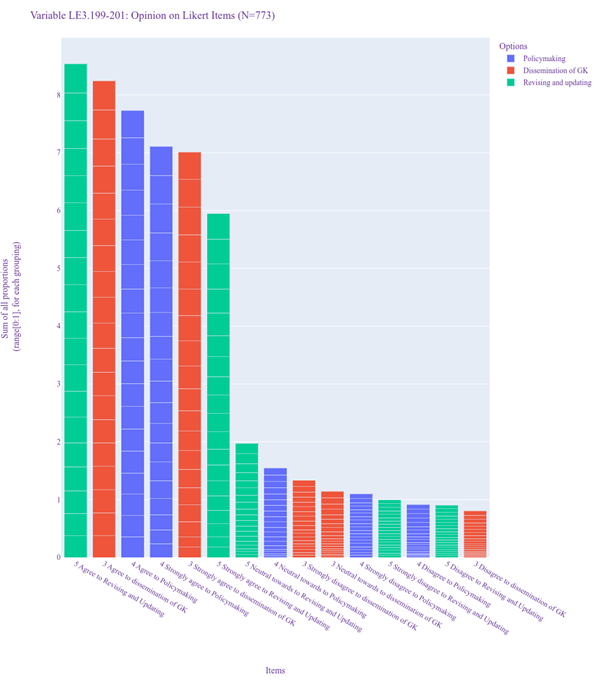 Variable LE3.199-201: Opinion on Likert Items (N=773)
Options
Policymaking
Dissemination of GK
Revising and updating
Sum of all proportions
(range[0:1], for each grouping)
8
7
6
5
4
3
2
1
0
5 Agree to Revising and Updating
3 Agree to dissemination of GK
4 Agree to Policymaking
4 Strongly agree to Policymaking
3 Strongly agree to dissemination of GK
5 Strongly agree to Revising and Updating
5 Neutral towards to Revising and Updating
4 Neutral towards to Policymaking
3 Strongly disagree to dissemination of GK
3 Neutral towards to dissemination of GK
4 Strongly disagree to Policymaking
5 Strongly disagree to Revising and Updating
4 Disagree to Policymaking
5 Disagree to Revising and Updating
3 Disagree to dissemination of GK
Items